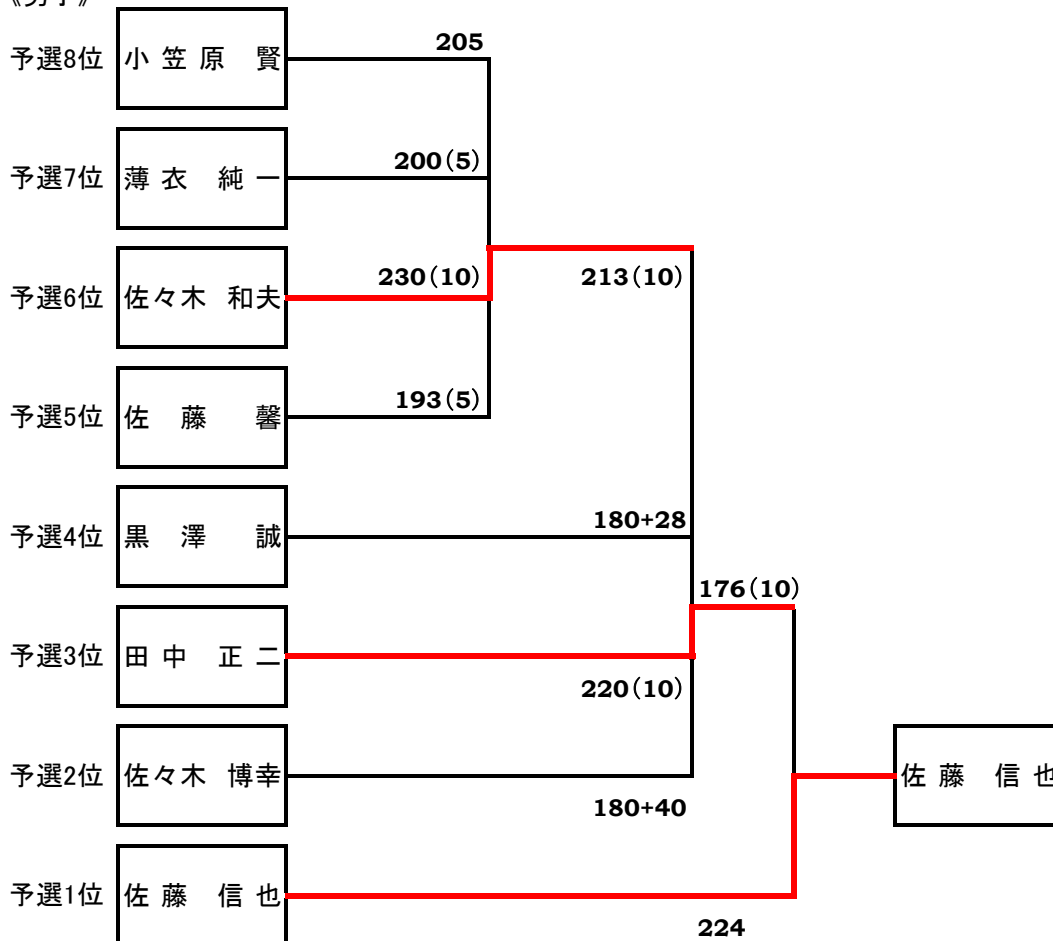 《男子》
205
予選8位 小笠原 賢
200(5)
予選7位 薄衣 純一
230(10)
213(10)
予選6位 佐々木 和夫
193(5)
予選5位 佐藤 馨
180+28
予選4位 黒澤 誠
176(10)
予選3位 田中 正二
220(10)
予選2位 佐々木 博幸
佐藤 信也
180+40
予選1位 佐藤 信也
224